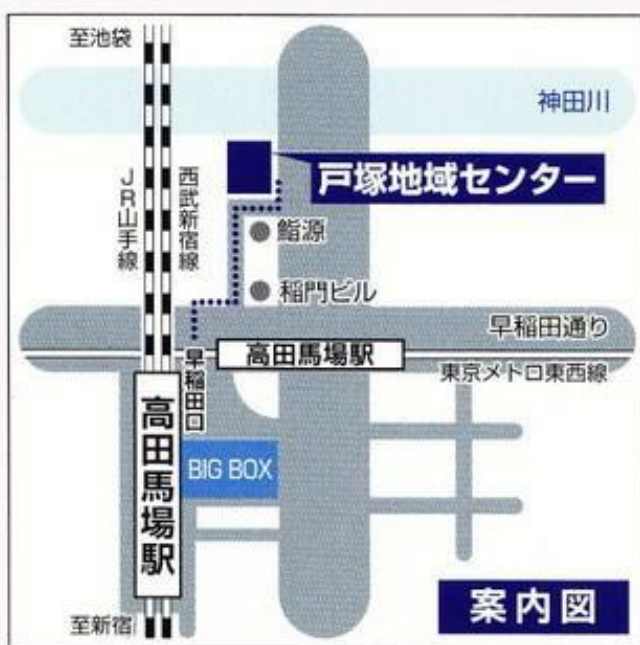 至池袋
神田川
戸塚地域センター
JR山手線
西武新宿線
鮨源
稲門ビル
早稲田通り
早稲田口
高田馬場駅
東京メトロ東西線
高田馬場駅
BIG BOX
至新宿
案内図